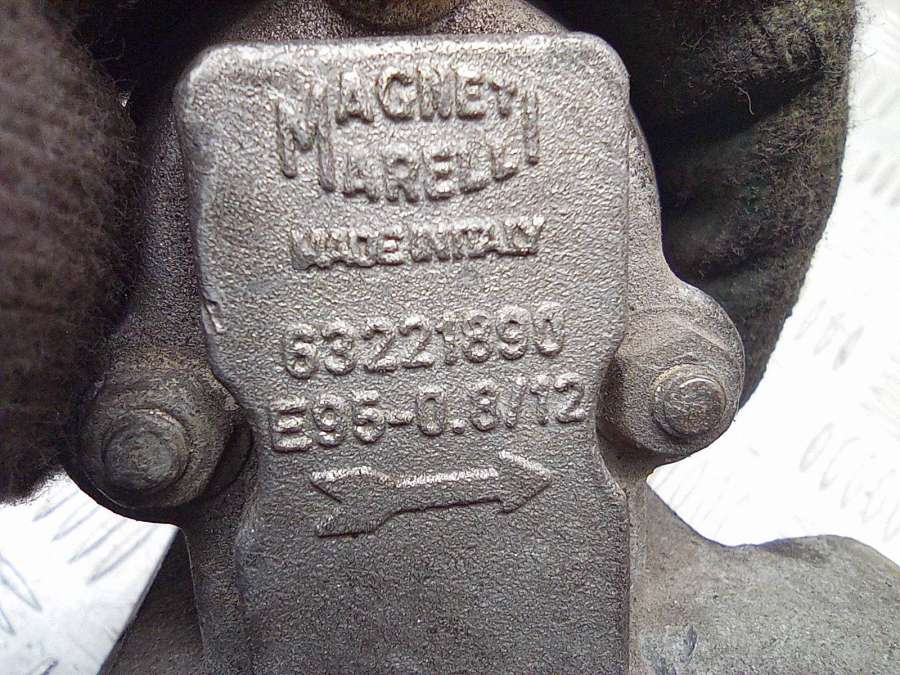 MAGNETI
MARELLI
MADE IN ITALY
63221890
E95-0.8/12